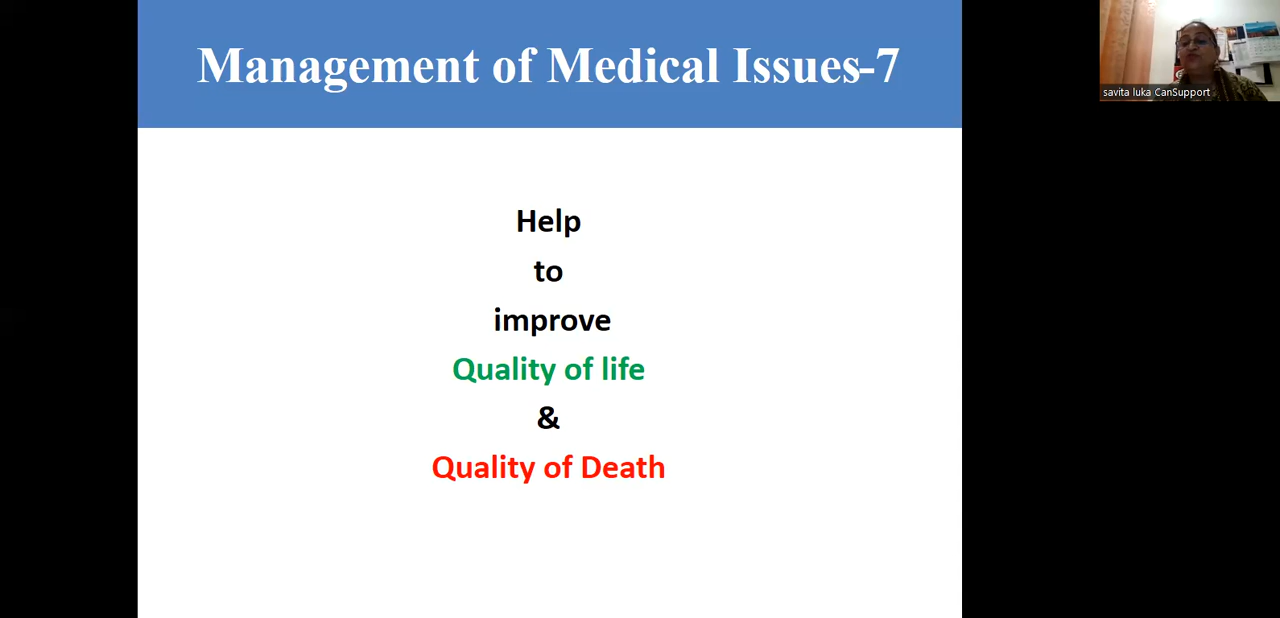 Management of Medical Issues-7
savita luka CanSupport
Help
to
improve
Quality of life
&
Quality of Death